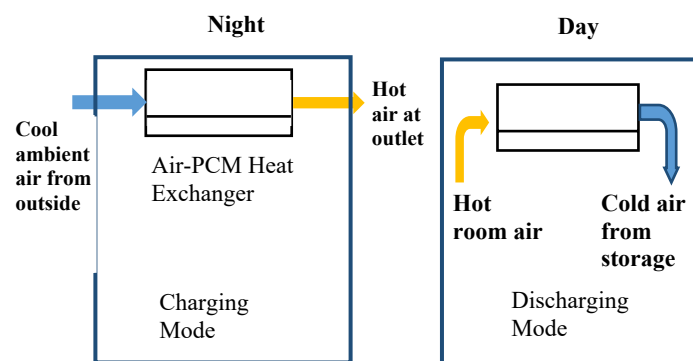 Night
Cool
ambient
air from
outside
Air-PCM Heat
Exchanger
Hot
air at
outlet
Charging
Mode
Day
Hot
room air
Cold air
from
storage
Discharging
Mode